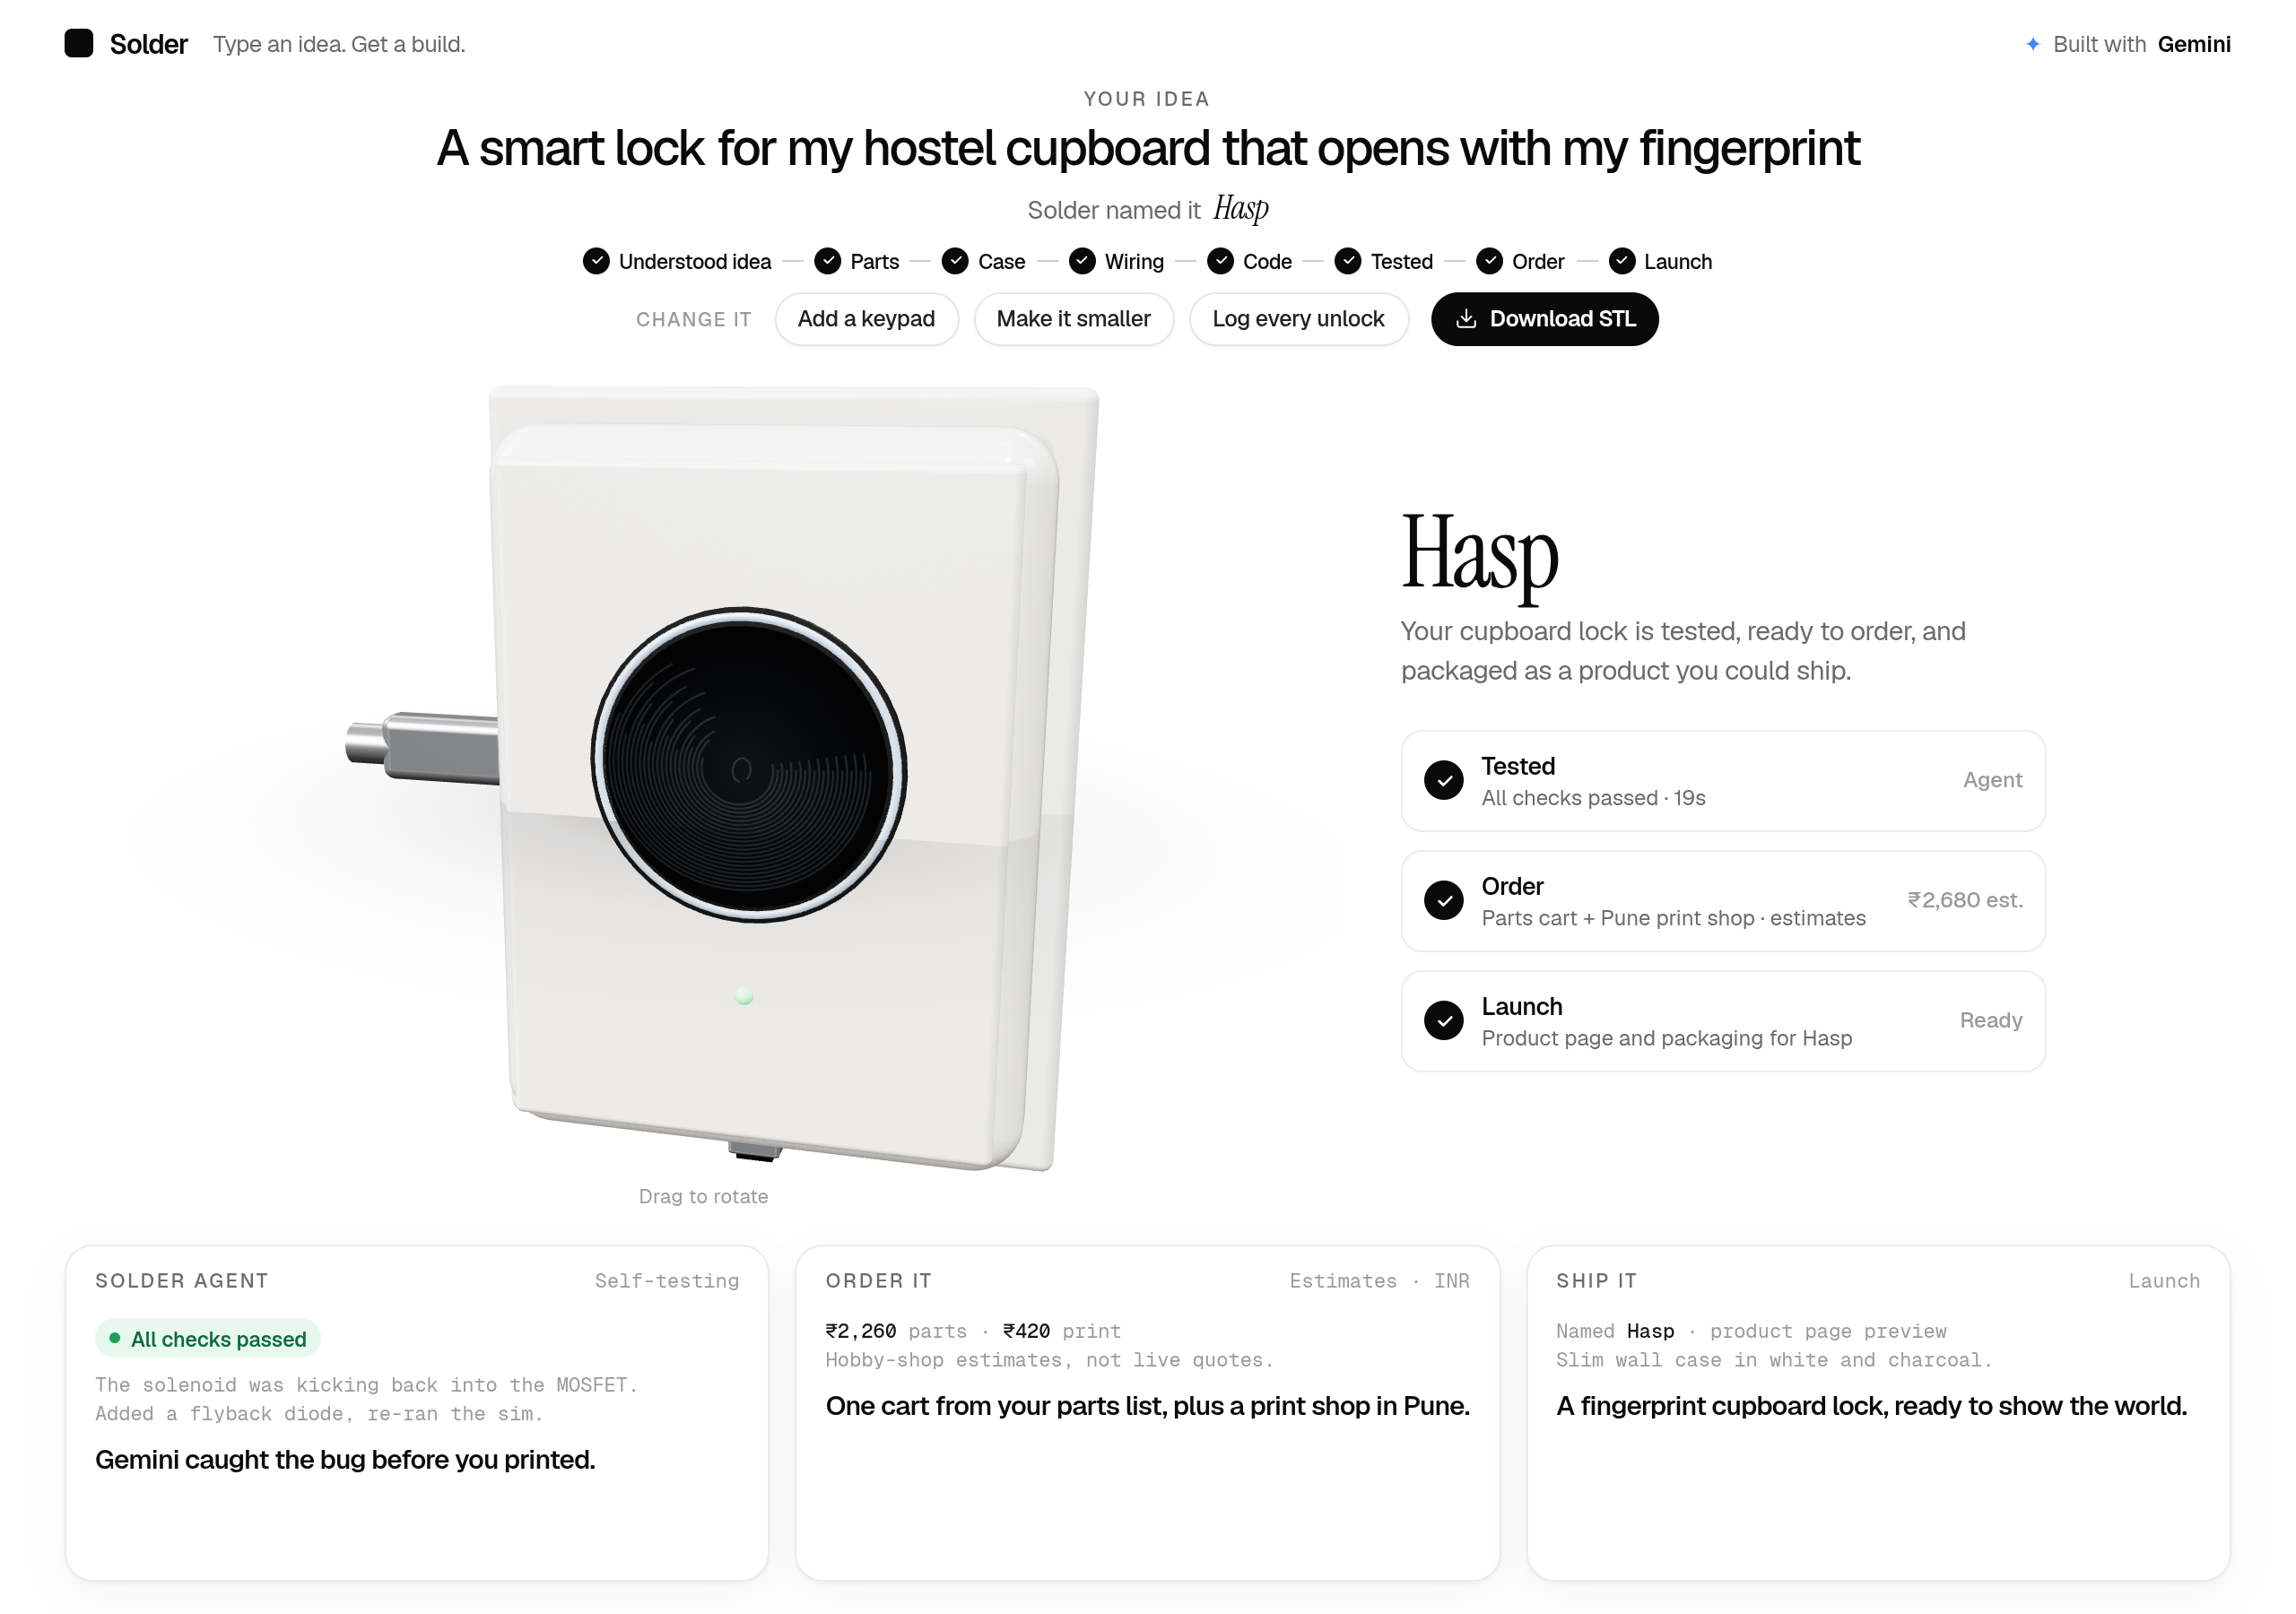 Solder Type an idea. Get a build.
Built with Gemini
YOUR IDEA
A smart lock for my hostel cupboard that opens with my fingerprint
Solder named it Hasp
Understood idea — Parts — Case — Wiring — Code — Tested — Order — Launch
CHANGE IT Add a keypad Make it smaller Log every unlock Download STL
Hasp
Your cupboard lock is tested, ready to order, and
packaged as a product you could ship.
Tested
All checks passed · 19s
Agent
Order
Parts cart + Pune print shop · estimates
₹2,680 est.
Launch
Product page and packaging for Hasp
Ready
Drag to rotate
SOLDER AGENT Self-testing
All checks passed
The solenoid was kicking back into the MOSFET.
Added a flyback diode, re-ran the sim.
Gemini caught the bug before you printed.
ORDER IT Estimates · INR
₹2,260 parts · ₹420 print
Hobby-shop estimates, not live quotes.
One cart from your parts list, plus a print shop in Pune.
SHIP IT Launch
Named Hasp · product page preview
Slim wall case in white and charcoal.
A fingerprint cupboard lock, ready to show the world.